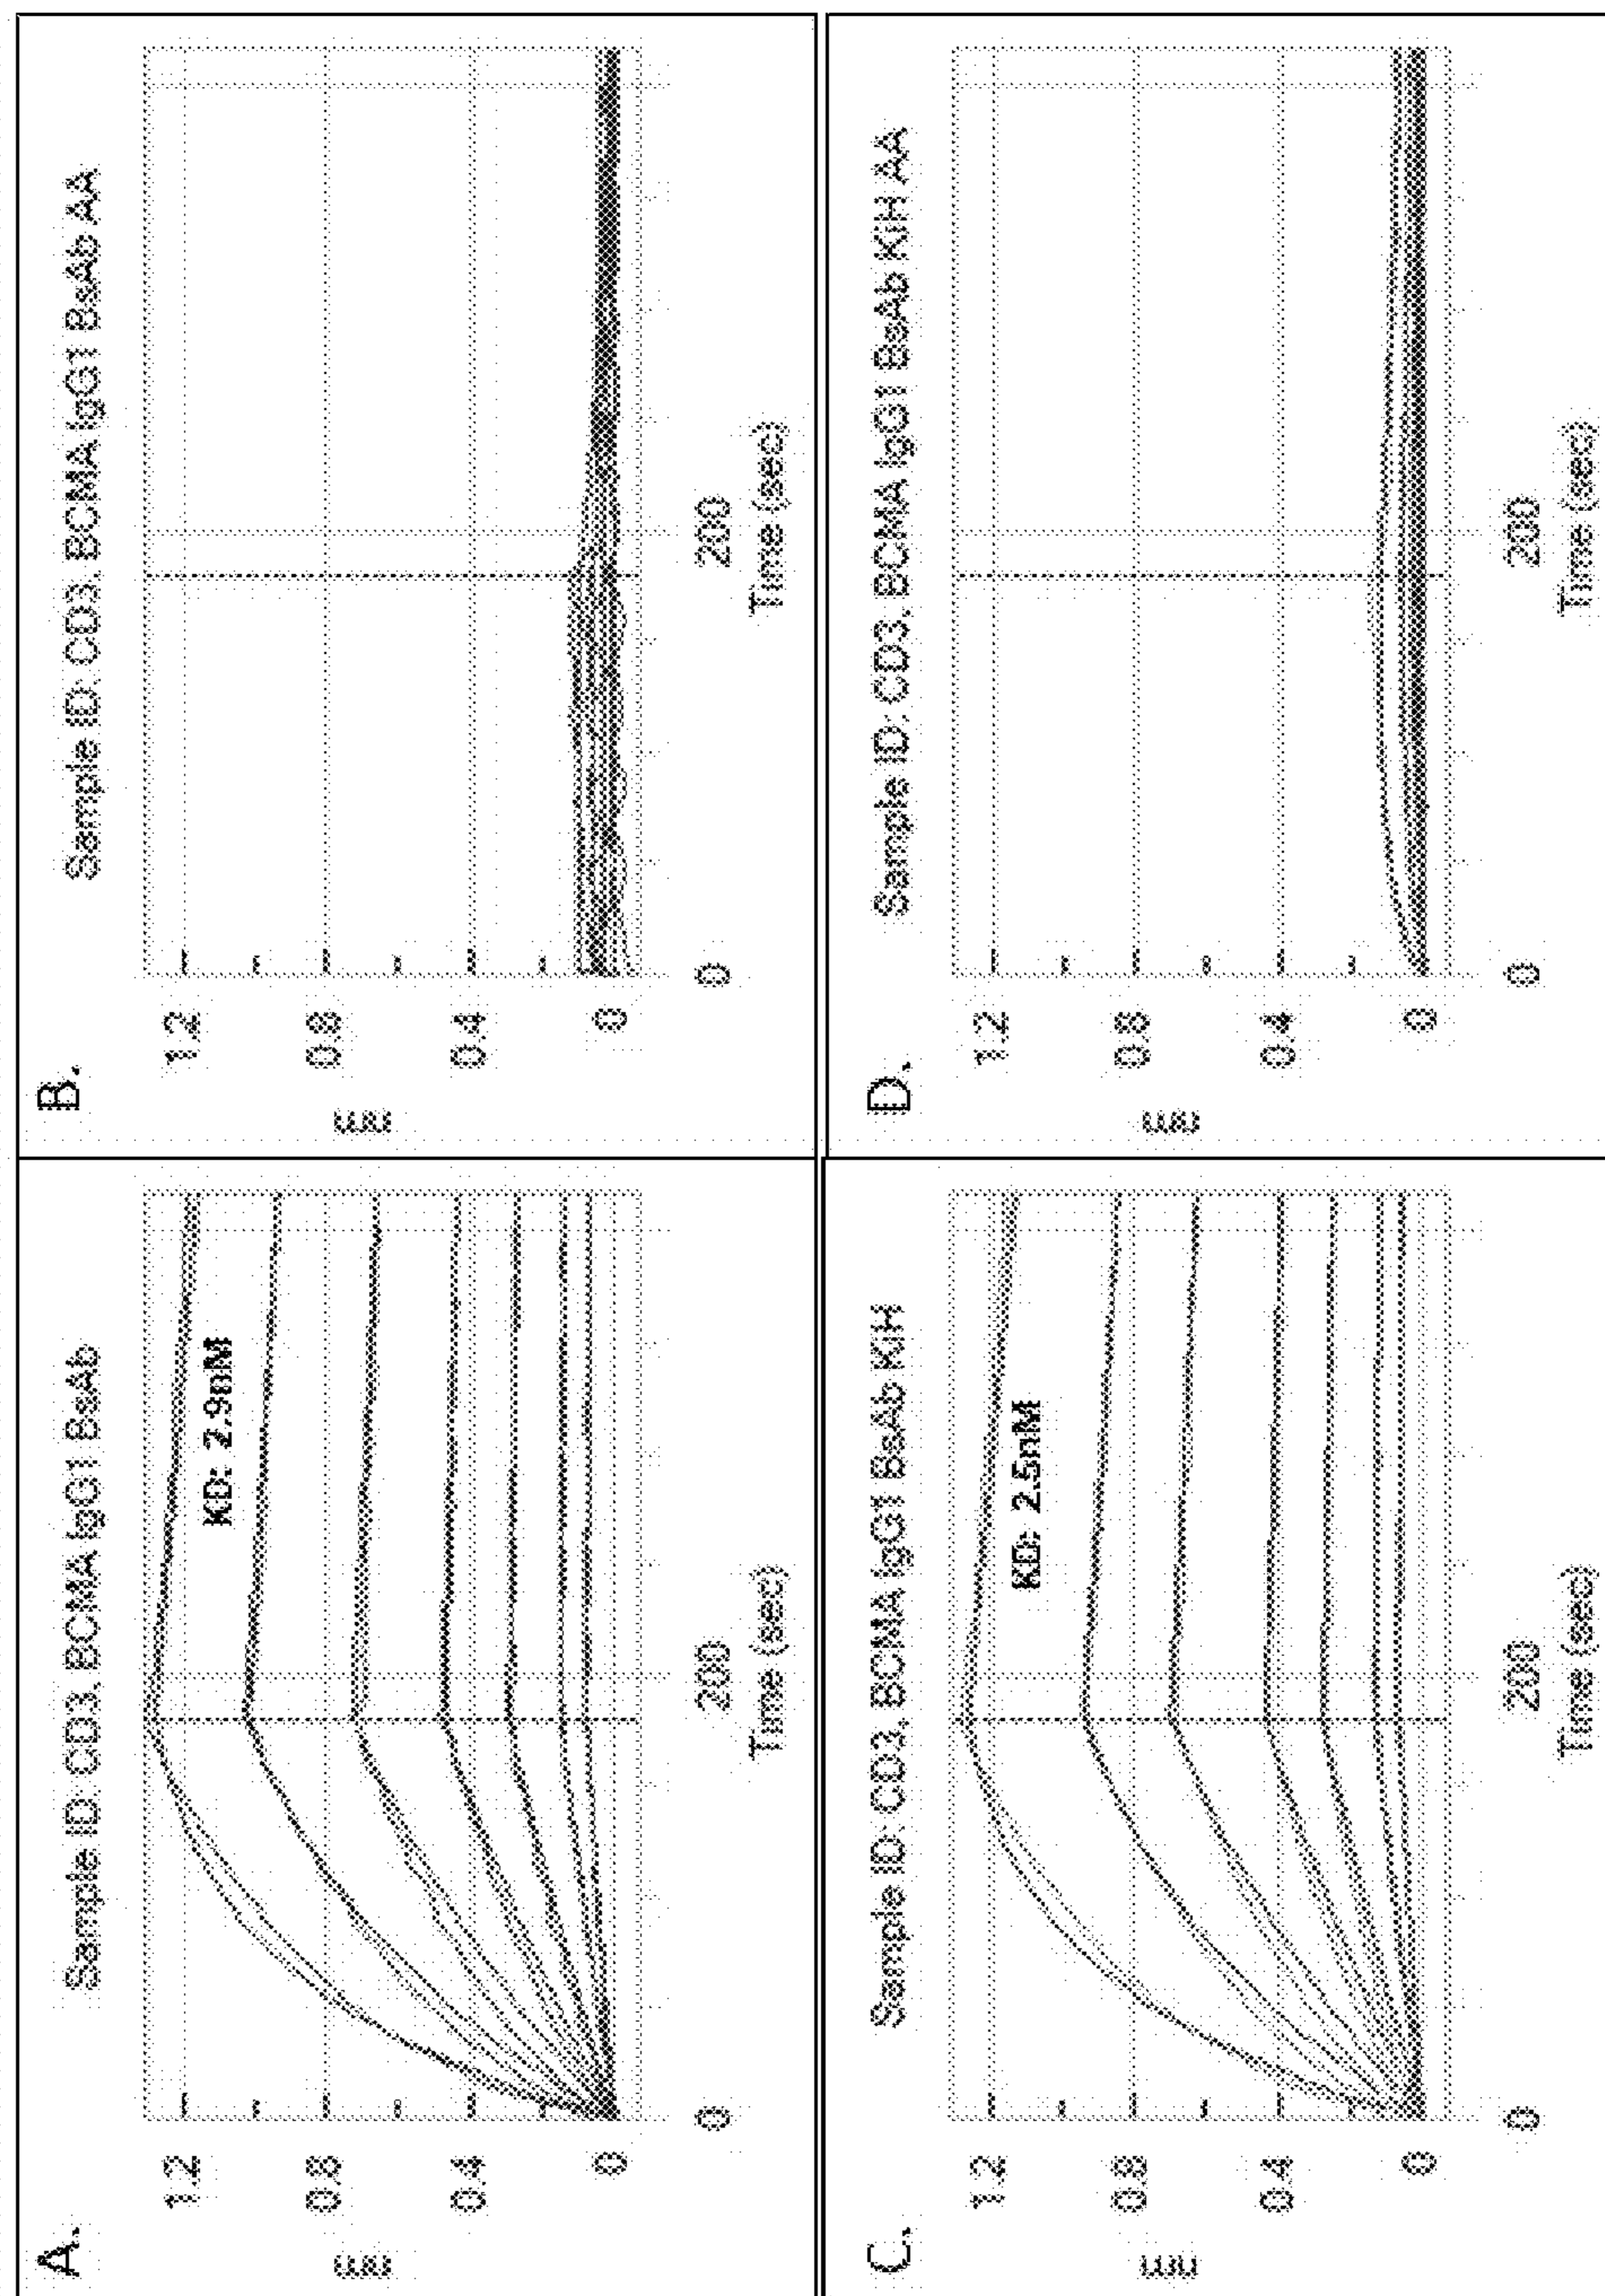 A.
Sample ID: CD3, BCMA IgG1 BsAb
1.2
0.8
0.4
0
KD: 2.9nM
0
200
Time (sec)
B.
Sample ID: CD3, BCMA IgG1 BsAb AA
1.2
0.8
0.4
0
0
200
Time (sec)
C.
Sample ID: CD3, BCMA IgG1 BsAb KiH
1.2
0.8
0.4
0
KD: 2.5nM
0
200
Time (sec)
D.
Sample ID: CD3, BCMA IgG1 BsAb KiH AA
1.2
0.8
0.4
0
0
200
Time (sec)